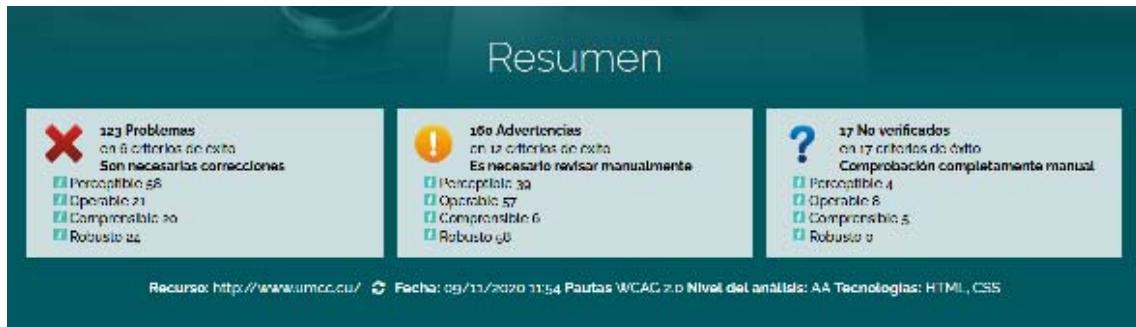 Resumen
123 Problemas
en 6 criterios de éxito
Son necesarias correcciones
Perceptible 58
Operable 21
Comprensible 20
Robusto 24
160 Advertencias
en 12 criterios de éxito
Es necesario revisar manualmente
Perceptible 39
Operable 57
Comprensible 6
Robusto 58
17 No verificados
en 17 criterios de éxito
Comprobación completamente manual
Perceptible 4
Operable 8
Comprensible 5
Robusto 0
Recurso: http://www.umcc.cu/ Fecha: 09/11/2020 11:54 Pautas WCAG 2.0 Nivel del análisis: AA Tecnologías: HTML, CSS